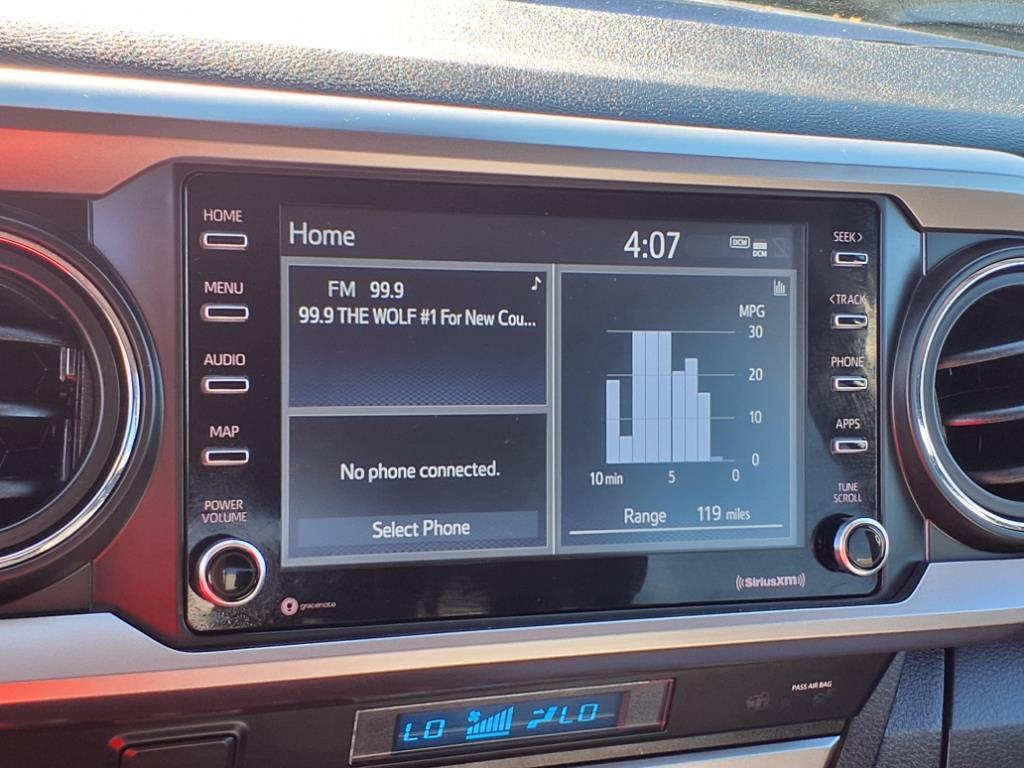 HOME
MENU
AUDIO
MAP
POWER
VOLUME
Home
4:07
DCM
DCM
FM 99.9
99.9 THE WOLF #1 For New Cou...
No phone connected.
Select Phone
MPG
30
20
10
0
10 min 5 0
Range 119 miles
SEEK>
<TRACK
PHONE
APPS
TUNE
SCROLL
gracenote
((SiriusXM))
PASS AIR BAG
LO LO